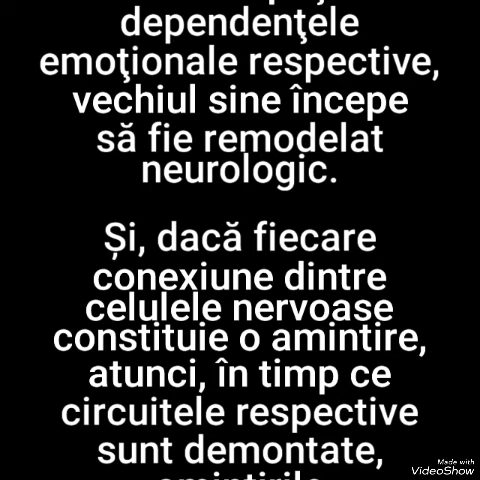 dependenţele
emoţionale respective,
vechiul sine începe
să fie remodelat
neurologic.
Și, dacă fiecare
conexiune dintre
celulele nervoase
constituie o amintire,
atunci, în timp ce
circuitele respective
sunt demontate,
amintirile
Made with
VideoShow